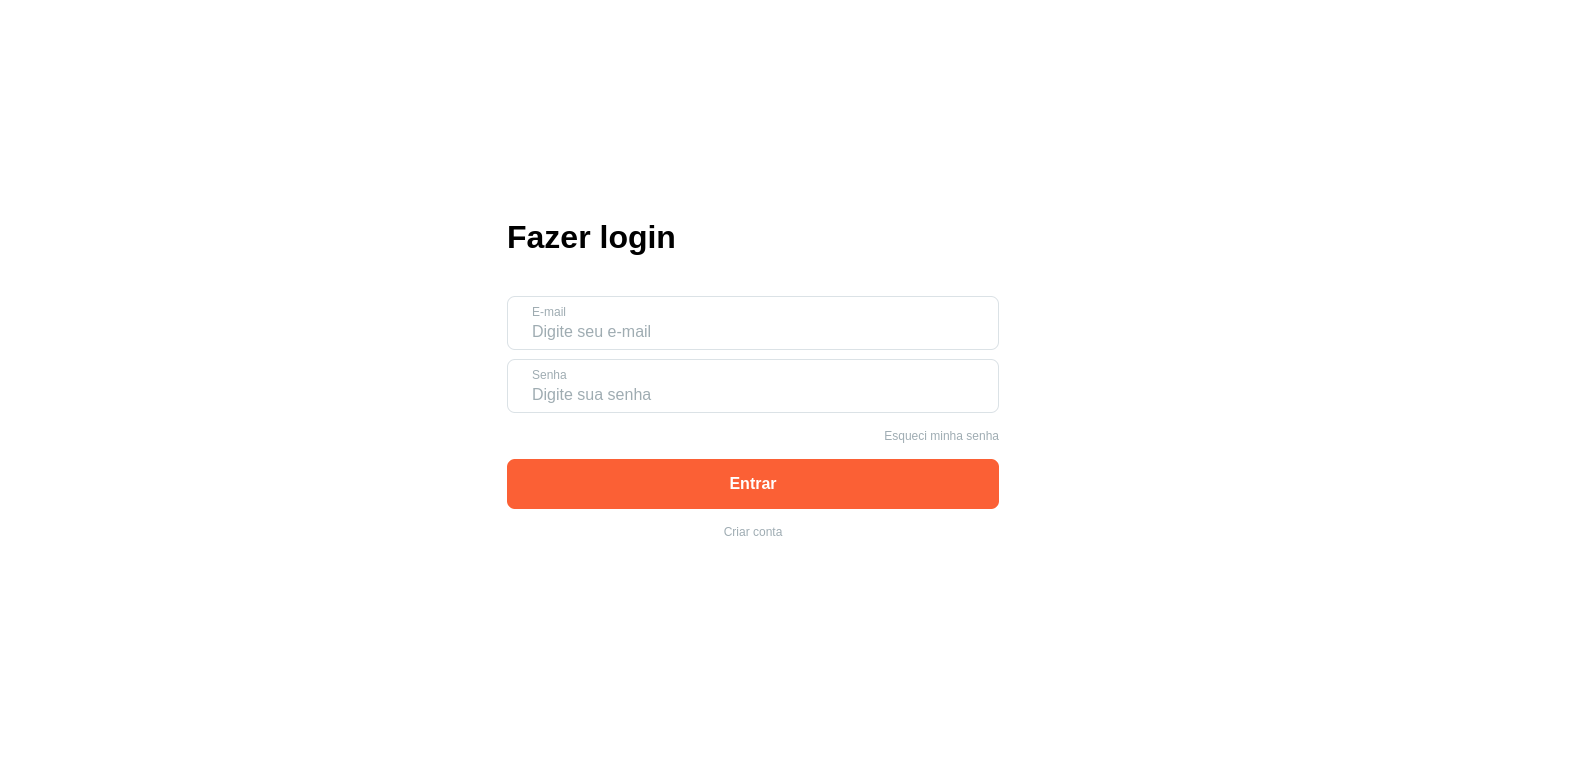 Fazer login
E-mail
Digite seu e-mail
Senha
Digite sua senha
Esqueci minha senha
Entrar
Criar conta